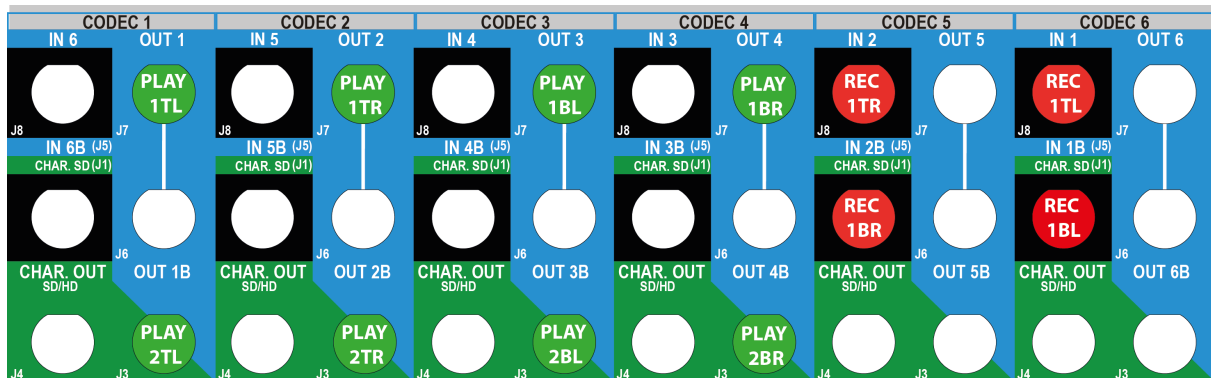 CODEC 1 CODEC 2 CODEC 3 CODEC 4 CODEC 5 CODEC 6
IN 6 OUT 1 IN 5 OUT 2 IN 4 OUT 3 IN 3 OUT 4 IN 2 OUT 5 IN 1 OUT 6
PLAY PLAY PLAY PLAY REC REC
1TL 1TR 1BL 1BR 1TR 1TL
J8 J7 J8 J7 J8 J7 J8 J7 J8 J7 J8 J7
IN 6B (J5) IN 5B (J5) IN 4B (J5) IN 3B (J5) IN 2B (J5) IN 1B (J5)
CHAR. SD (J1) CHAR. SD (J1) CHAR. SD (J1) CHAR. SD (J1) CHAR. SD (J1) CHAR. SD (J1)
REC REC
1BR 1BL
J6 J6 J6 J6 J6 J6
CHAR. OUT OUT 1B CHAR. OUT OUT 2B CHAR. OUT OUT 3B CHAR. OUT OUT 4B CHAR. OUT OUT 5B CHAR. OUT OUT 6B
SD/HD SD/HD SD/HD SD/HD SD/HD SD/HD
PLAY PLAY PLAY PLAY
2TL 2TR 2BL 2BR
J4 J3 J4 J3 J4 J3 J4 J3 J4 J3 J4 J3